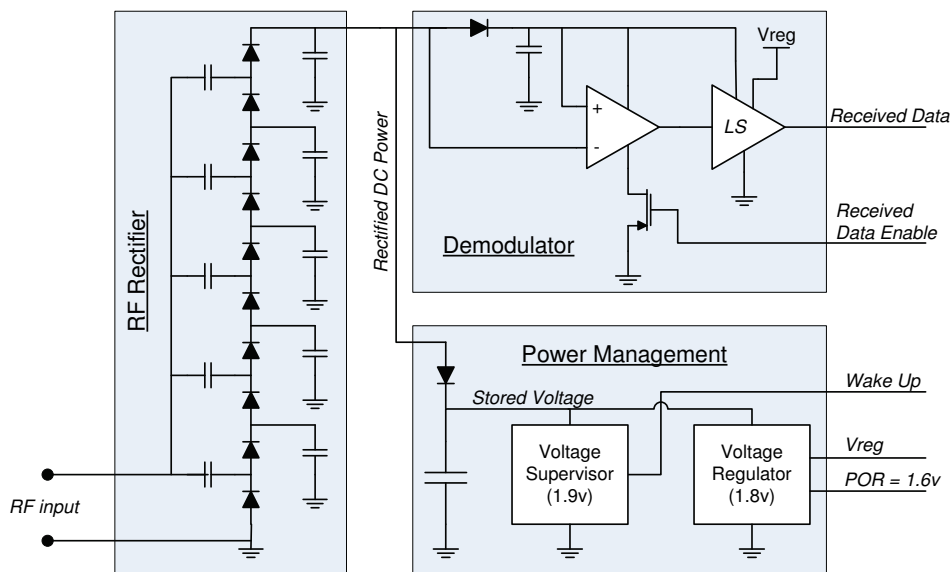 RF Rectifier
RF input
Rectified DC Power
Vreg
+
-
LS
Received Data
Received
Data Enable
Demodulator
Power Management
Stored Voltage
Wake Up
Voltage
Supervisor
(1.9v)
Voltage
Regulator
(1.8v)
Vreg
POR = 1.6v